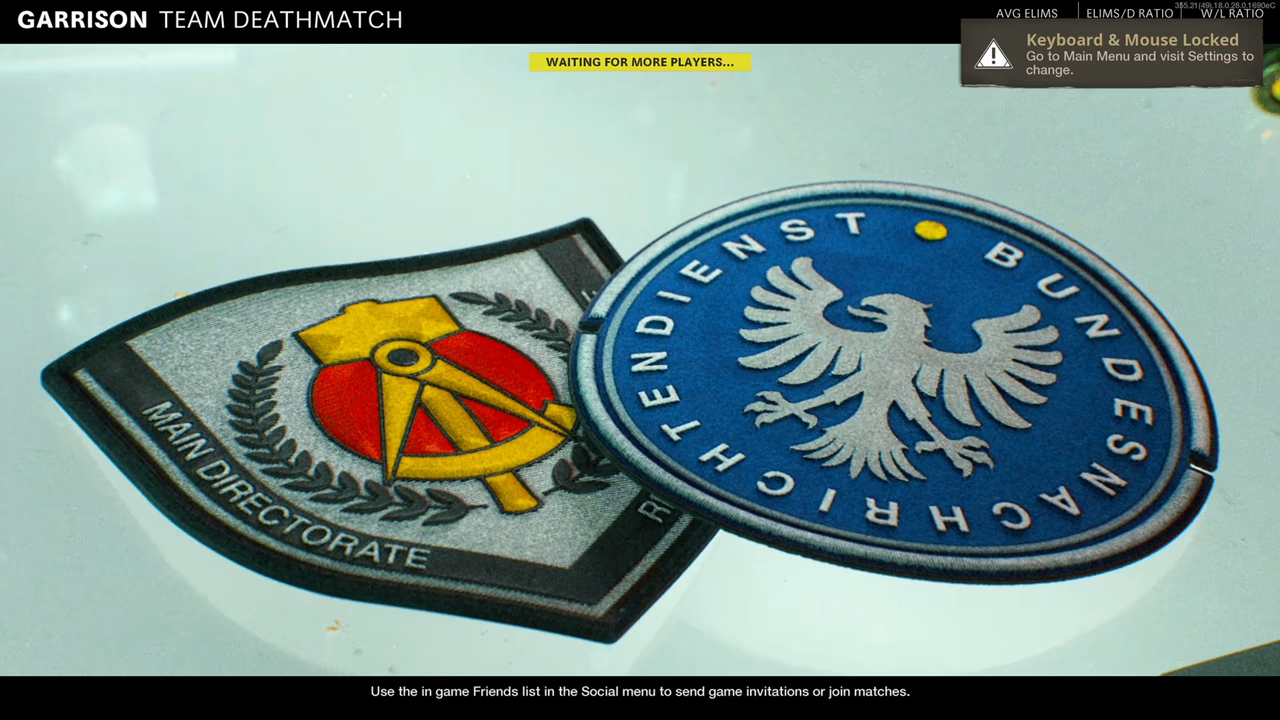 GARRISON TEAM DEATHMATCH
AVG ELIMS ELIMS/D RATIO W/L RATIO
Keyboard & Mouse Locked
Go to Main Menu and visit Settings to
change.
WAITING FOR MORE PLAYERS...
BUNDESNACHRICHTENDIENST
MAIN DIRECTORATE
Use the in game Friends list in the Social menu to send game invitations or join matches.